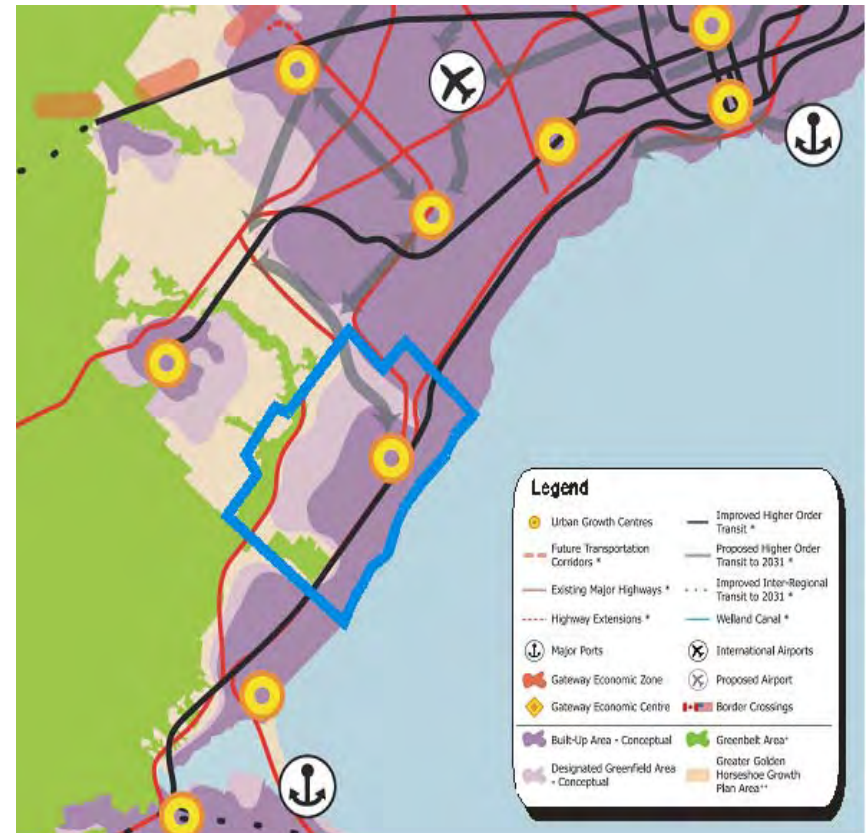 Legend
Urban Growth Centres
Future Transportation
Corridors *
Existing Major Highways *
Highway Extensions *
Major Ports
Gateway Economic Zone
Gateway Economic Centre
Built-Up Area - Conceptual
Designated Greenfield Area
- Conceptual
Improved Higher Order
Transit *
Proposed Higher Order
Transit to 2031 *
Improved Inter-Regional
Transit to 2031 *
Welland Canal *
International Airports
Proposed Airport
Border Crossings
Greenbelt Area*
Greater Golden
Horseshoe Growth
Plan Area**